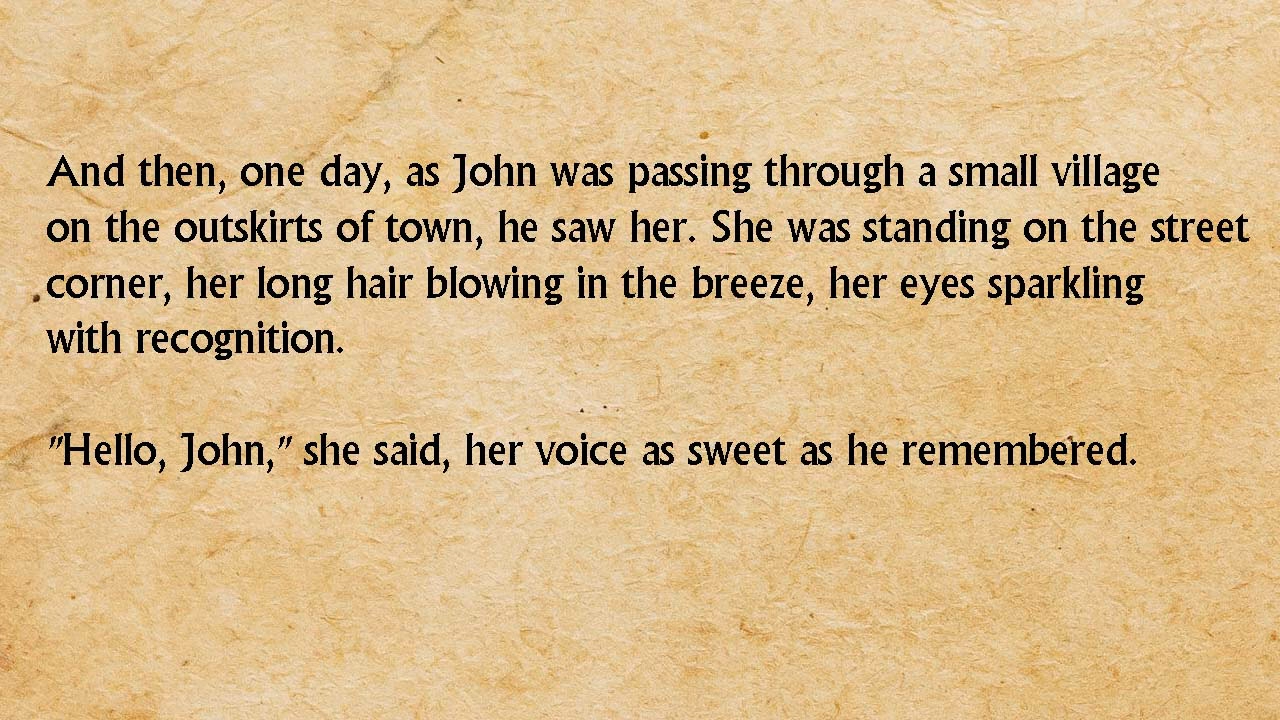 And then, one day, as John was passing through a small village
on the outskirts of town, he saw her. She was standing on the street
corner, her long hair blowing in the breeze, her eyes sparkling
with recognition.
"Hello, John," she said, her voice as sweet as he remembered.